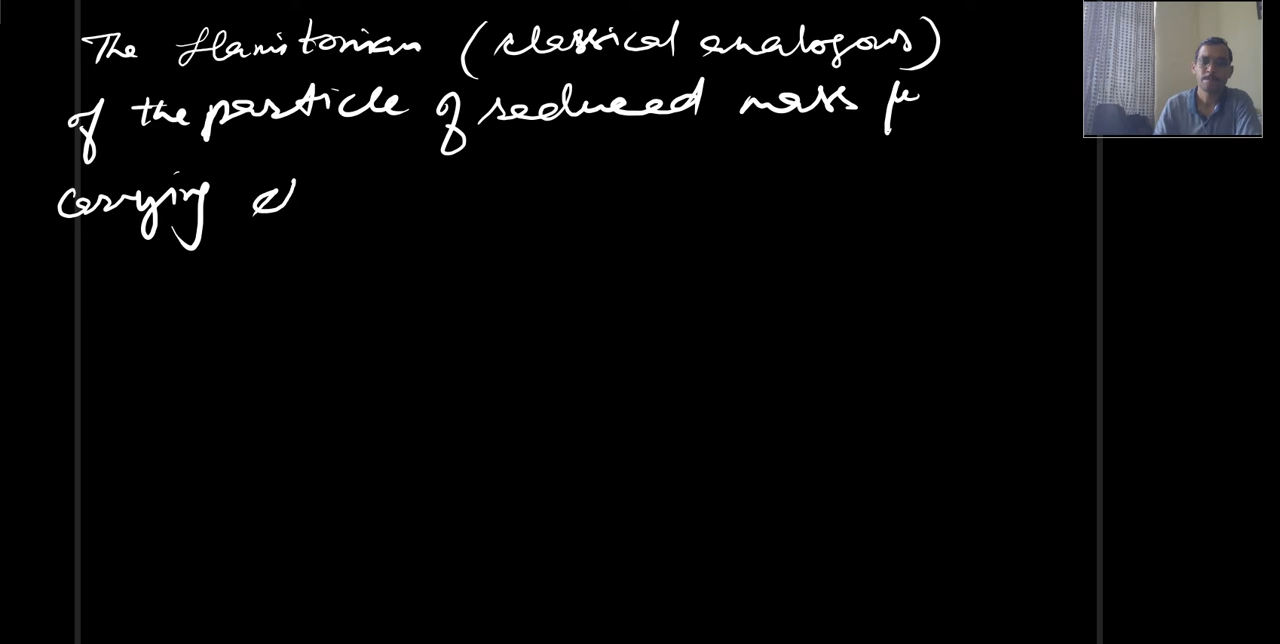 The Hamiltonian (classical analogous)
of the particle of reduced mass μ
carrying